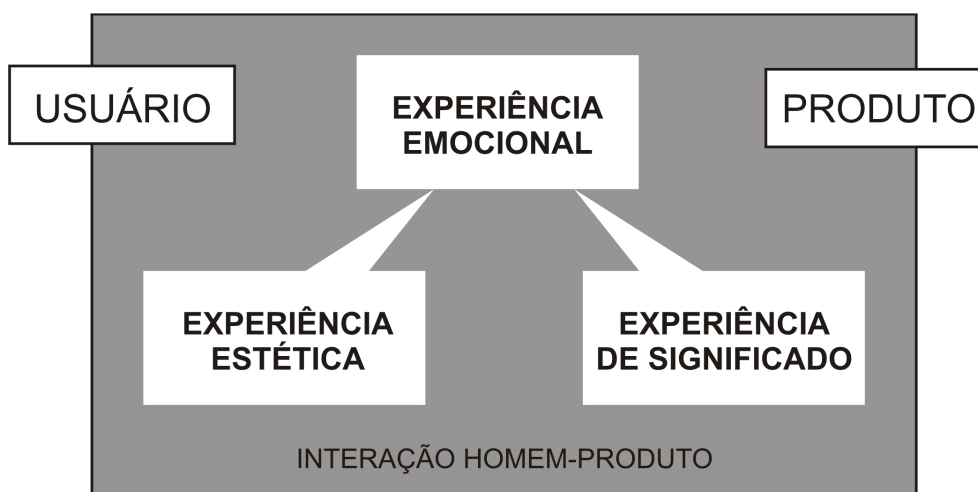 USUÁRIO
EXPERIÊNCIA
EMOCIONAL
PRODUTO
EXPERIÊNCIA
ESTÉTICA
EXPERIÊNCIA
DE SIGNIFICADO
INTERAÇÃO HOMEM-PRODUTO